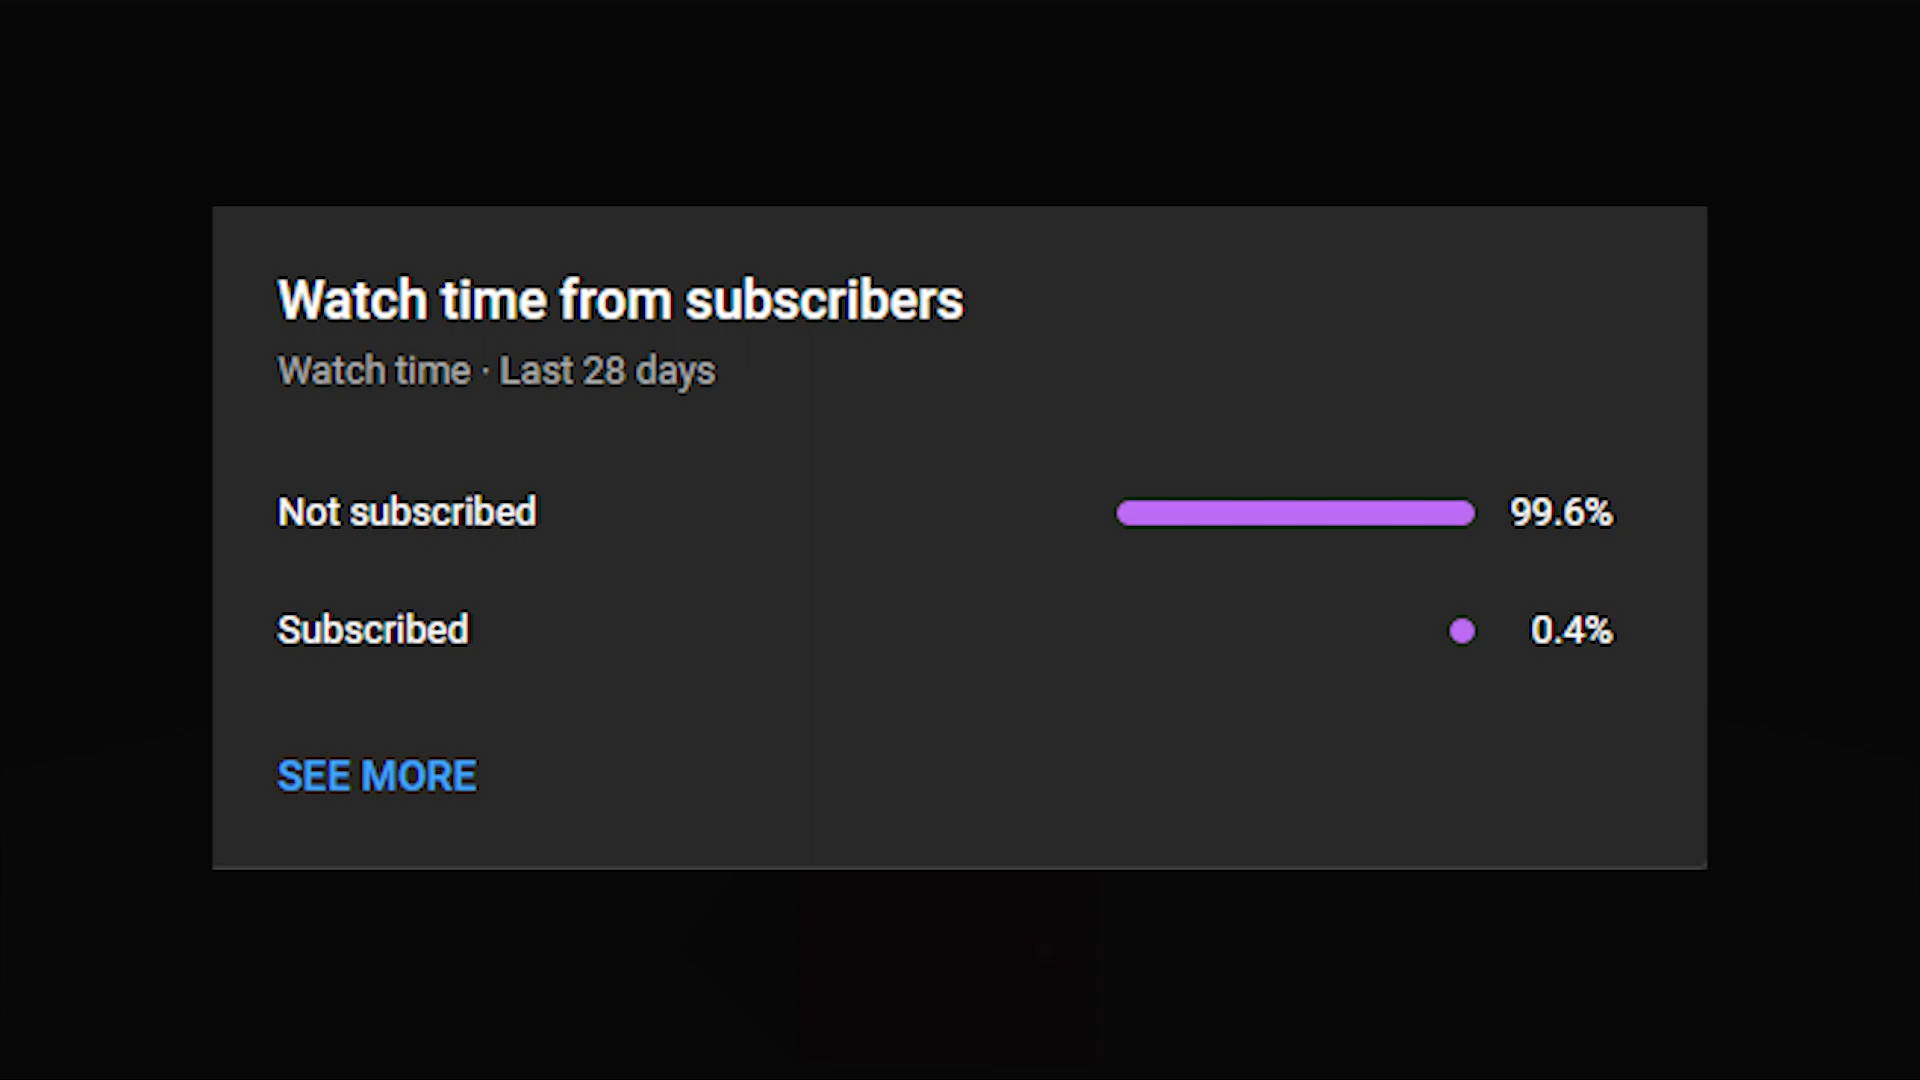 Watch time from subscribers
Watch time · Last 28 days
Not subscribed 99.6%
Subscribed 0.4%
SEE MORE